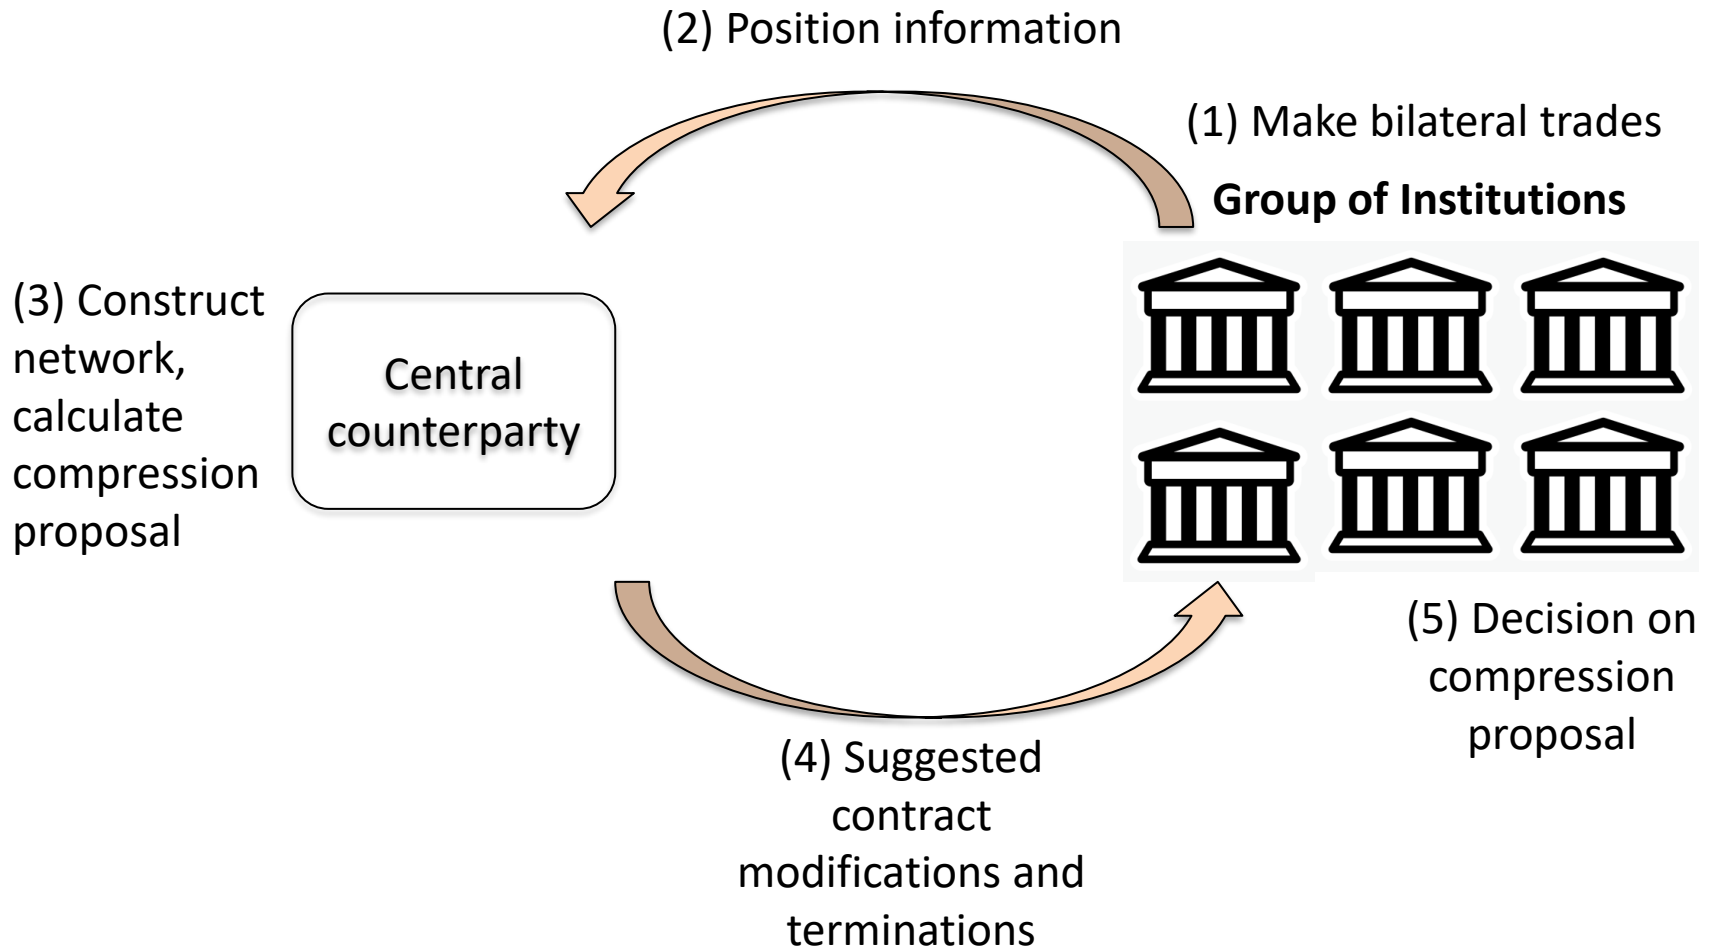 (2) Position information
(1) Make bilateral trades
Group of Institutions
(3) Construct
network,
calculate
compression
proposal
Central
counterparty
(5) Decision on
compression
proposal
(4) Suggested
contract
modifications and
terminations